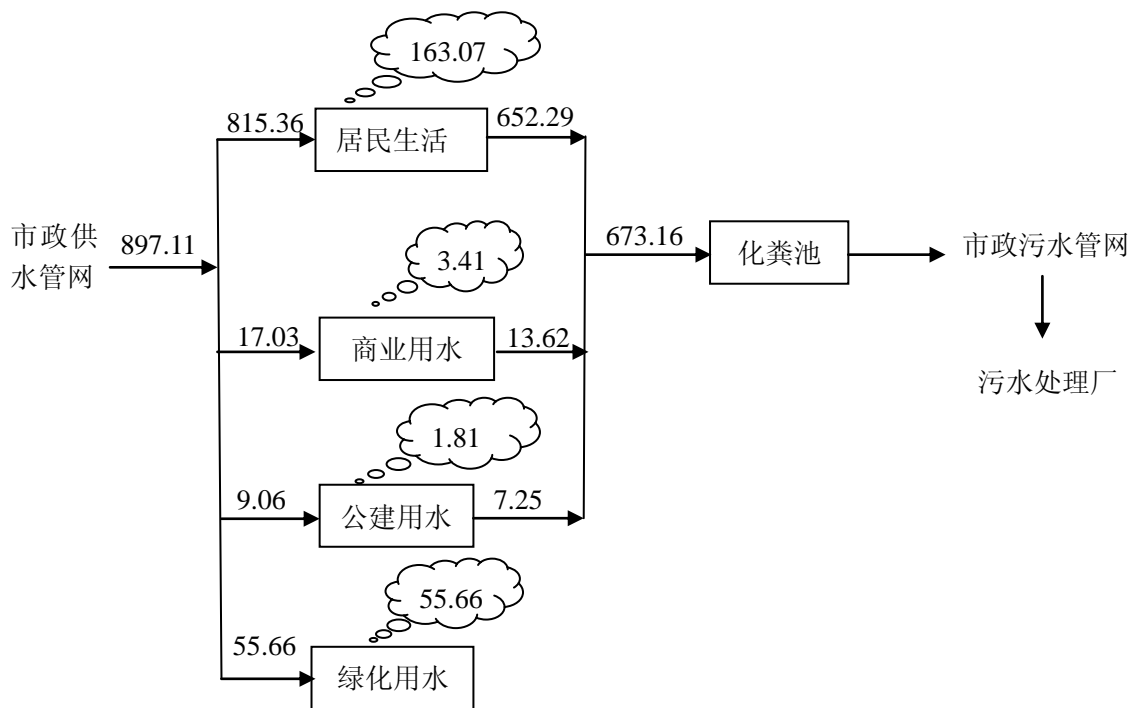 163.07
815.36
居民生活
652.29
市政供
水管网
897.11
3.41
673.16
化粪池
市政污水管网
17.03
商业用水
13.62
污水处理厂
1.81
9.06
公建用水
7.25
55.66
55.66
绿化用水